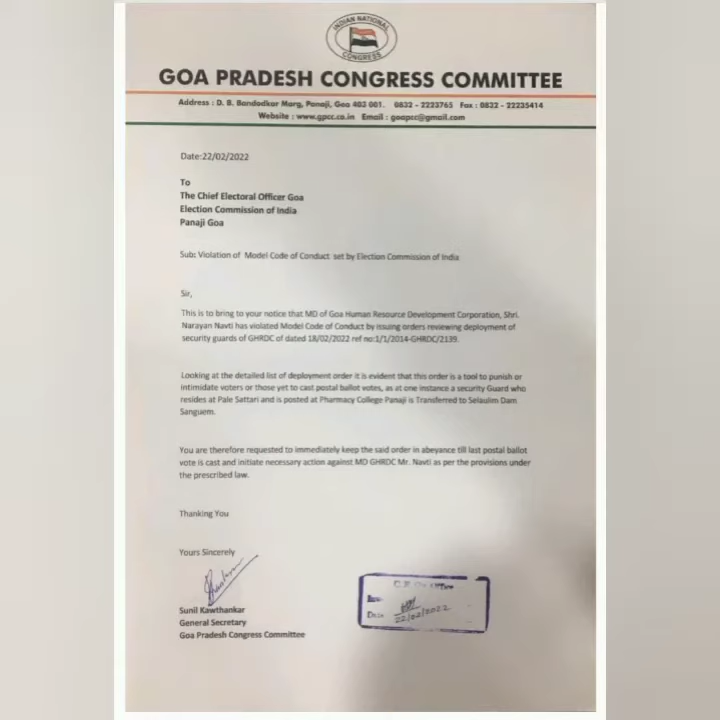 INDIAN NATIONAL
CONGRESS
GOA PRADESH CONGRESS COMMITTEE
Address : D. B. Bandodkar Marg, Panaji, Goa 403 001. 0832 - 2223765 Fax : 0822 - 22235414
Website : www.gpcc.co.in Email : goapcc@gmail.com
Date:22/02/2022
To
The Chief Electoral Officer Goa
Election Commission of India
Panaji Goa
Sub: Violation of Model Code of Conduct set by Election Commission of India
Sir,
This is to bring to your notice that MD of Goa Human Resource Development Corporation, Shri.
Narayan Navti has violated Model Code of Conduct by issuing orders reviewing deployment of
security guards of GHRDC of dated 18/02/2022 ref no:1/1/2014-GHRDC/2139.
Looking at the detailed list of deployment order it is evident that this order is a tool to punish or
intimidate voters or those yet to cast postal ballot votes, as at one instance a security Guard who
resides at Pale Sattari and is posted at Pharmacy College Panaji is Transferred to Selaulim Dam
Sanguem.
You are therefore requested to immediately keep the said order in abeyance till last postal ballot
vote is cast and initiate necessary action against MD GHRDC Mr. Navti as per the provisions under
the prescribed law.
Thanking You
Yours Sincerely
Sunil Kawthankar
General Secretary
Goa Pradesh Congress Committee
Office
Date 22/02/2022